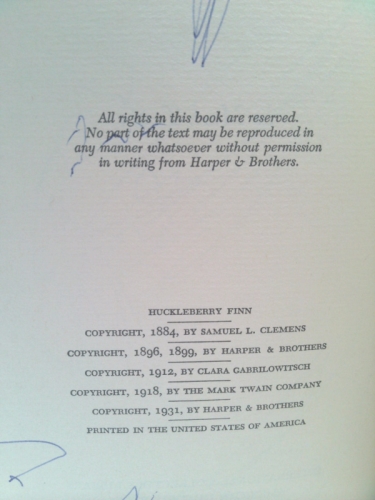 All rights in this book are reserved.
No part of the text may be reproduced in
any manner whatsoever without permission
in writing from Harper & Brothers.
HUCKLEBERRY FINN
COPYRIGHT, 1884, BY SAMUEL L. CLEMENS
COPYRIGHT, 1896, 1899, BY HARPER & BROTHERS
COPYRIGHT, 1912, BY CLARA GABRILOWITSCH
COPYRIGHT, 1918, BY THE MARK TWAIN COMPANY
COPYRIGHT, 1931, BY HARPER & BROTHERS
PRINTED IN THE UNITED STATES OF AMERICA